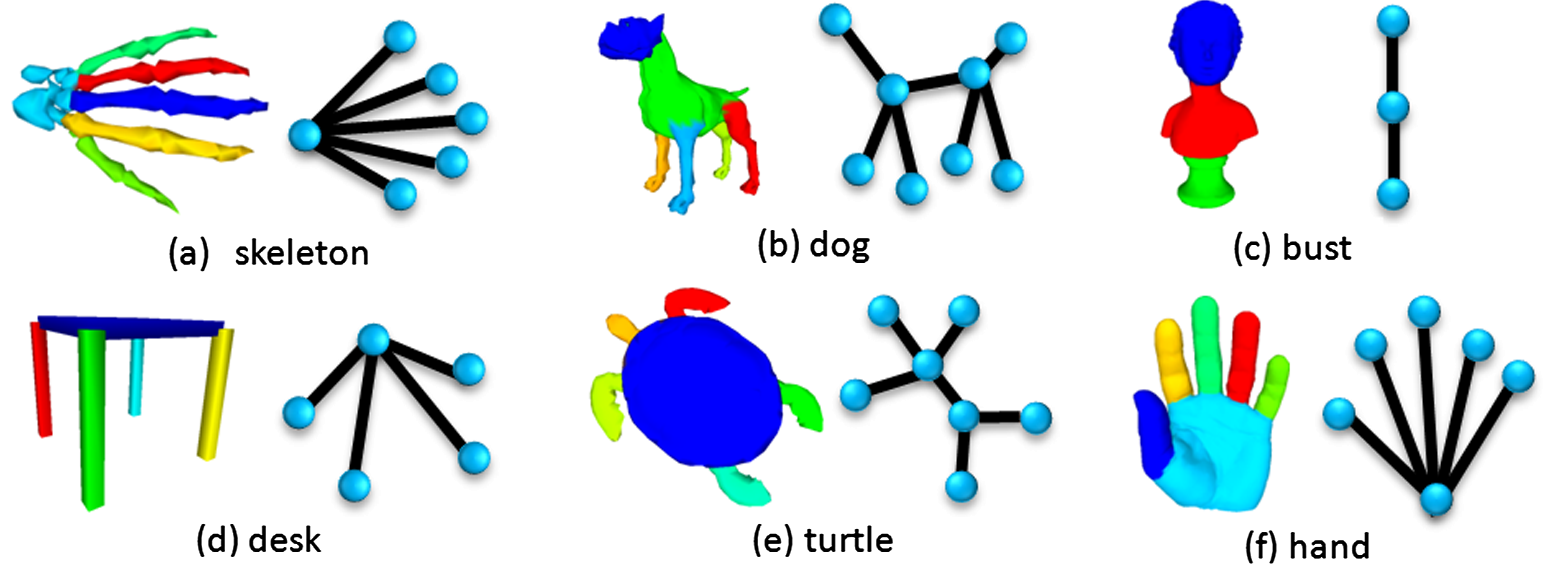 (a) skeleton
(b) dog
(c) bust
(d) desk
(e) turtle
(f) hand